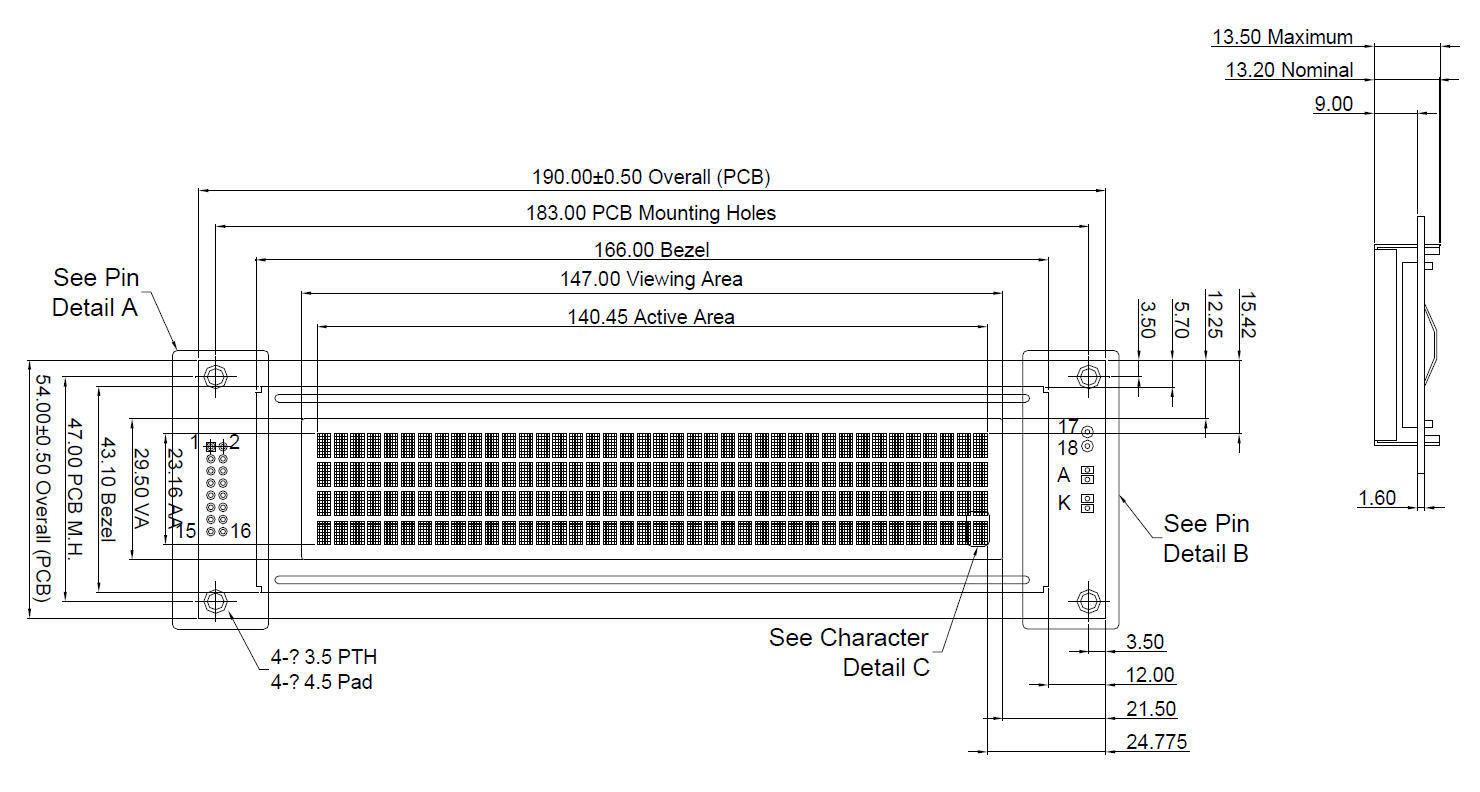 13.50 Maximum
13.20 Nominal
9.00
190.00±0.50 Overall (PCB)
183.00 PCB Mounting Holes
166.00 Bezel
147.00 Viewing Area
140.45 Active Area
See Pin
Detail A
3.50
5.70
12.25
15.42
54.00±0.50 Overall (PCB)
47.00 PCB M.H.
43.10 Bezel
29.50 VA
23.16 AA
1
2
15
16
17
18
A
K
1.60
See Pin
Detail B
See Character
Detail C
4-? 3.5 PTH
4-? 4.5 Pad
3.50
12.00
21.50
24.775